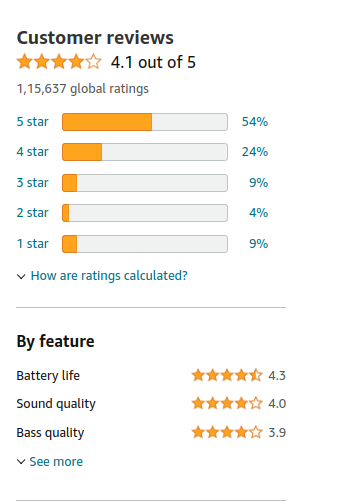 Customer reviews
4.1 out of 5
1,15,637 global ratings
5 star 54%
4 star 24%
3 star 9%
2 star 4%
1 star 9%
How are ratings calculated?
By feature
Battery life 4.3
Sound quality 4.0
Bass quality 3.9
See more